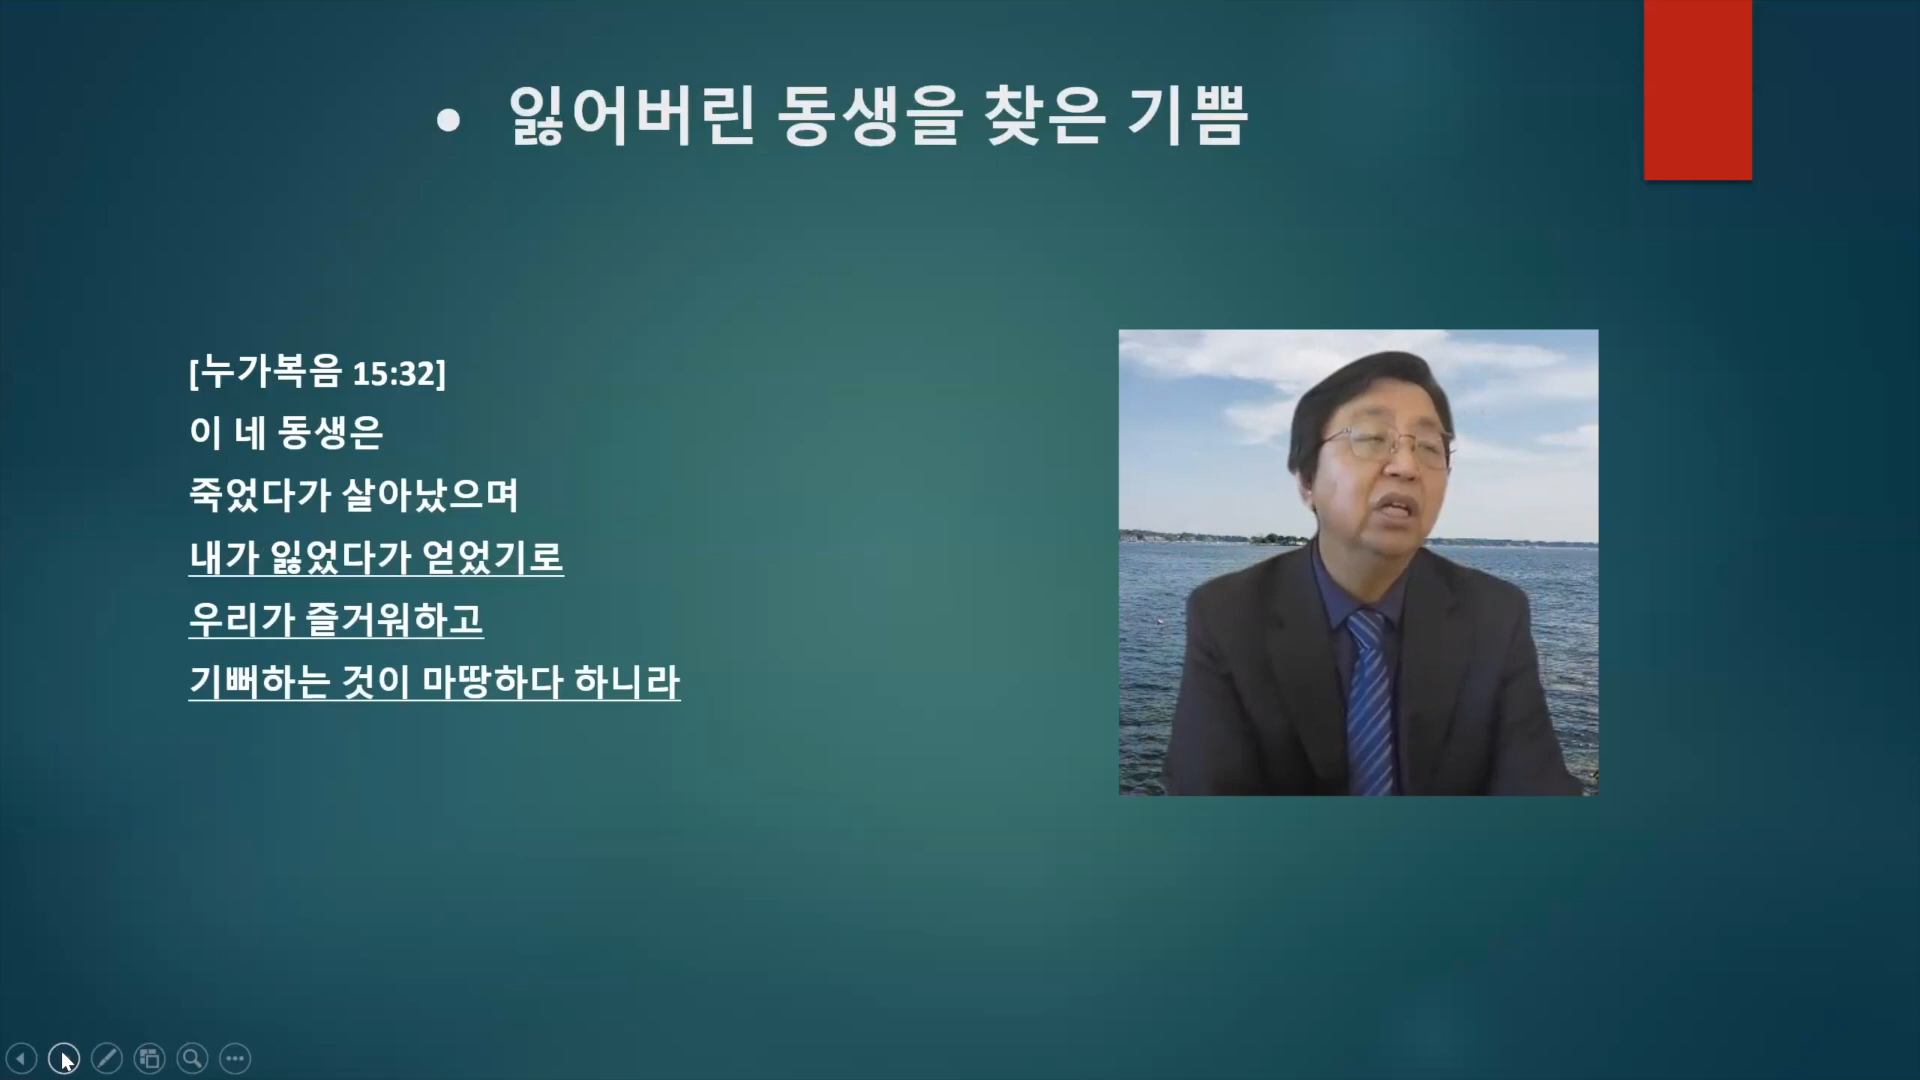 • 잃어버린 동생을 찾은 기쁨
[누가복음 15:32]
이 네 동생은
죽었다가 살아났으며
내가 잃었다가 얻었기로
우리가 즐거워하고
기뻐하는 것이 마땅하다 하니라